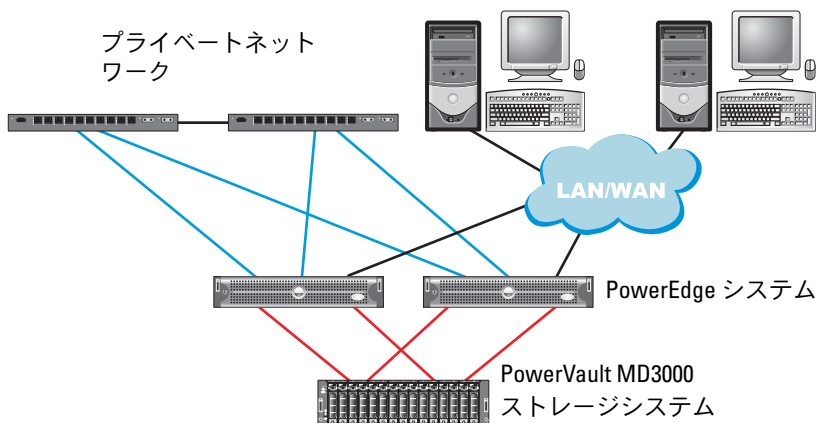 プライベートネット
ワーク
LAN/WAN
PowerEdge システム
PowerVault MD3000
ストレージシステム